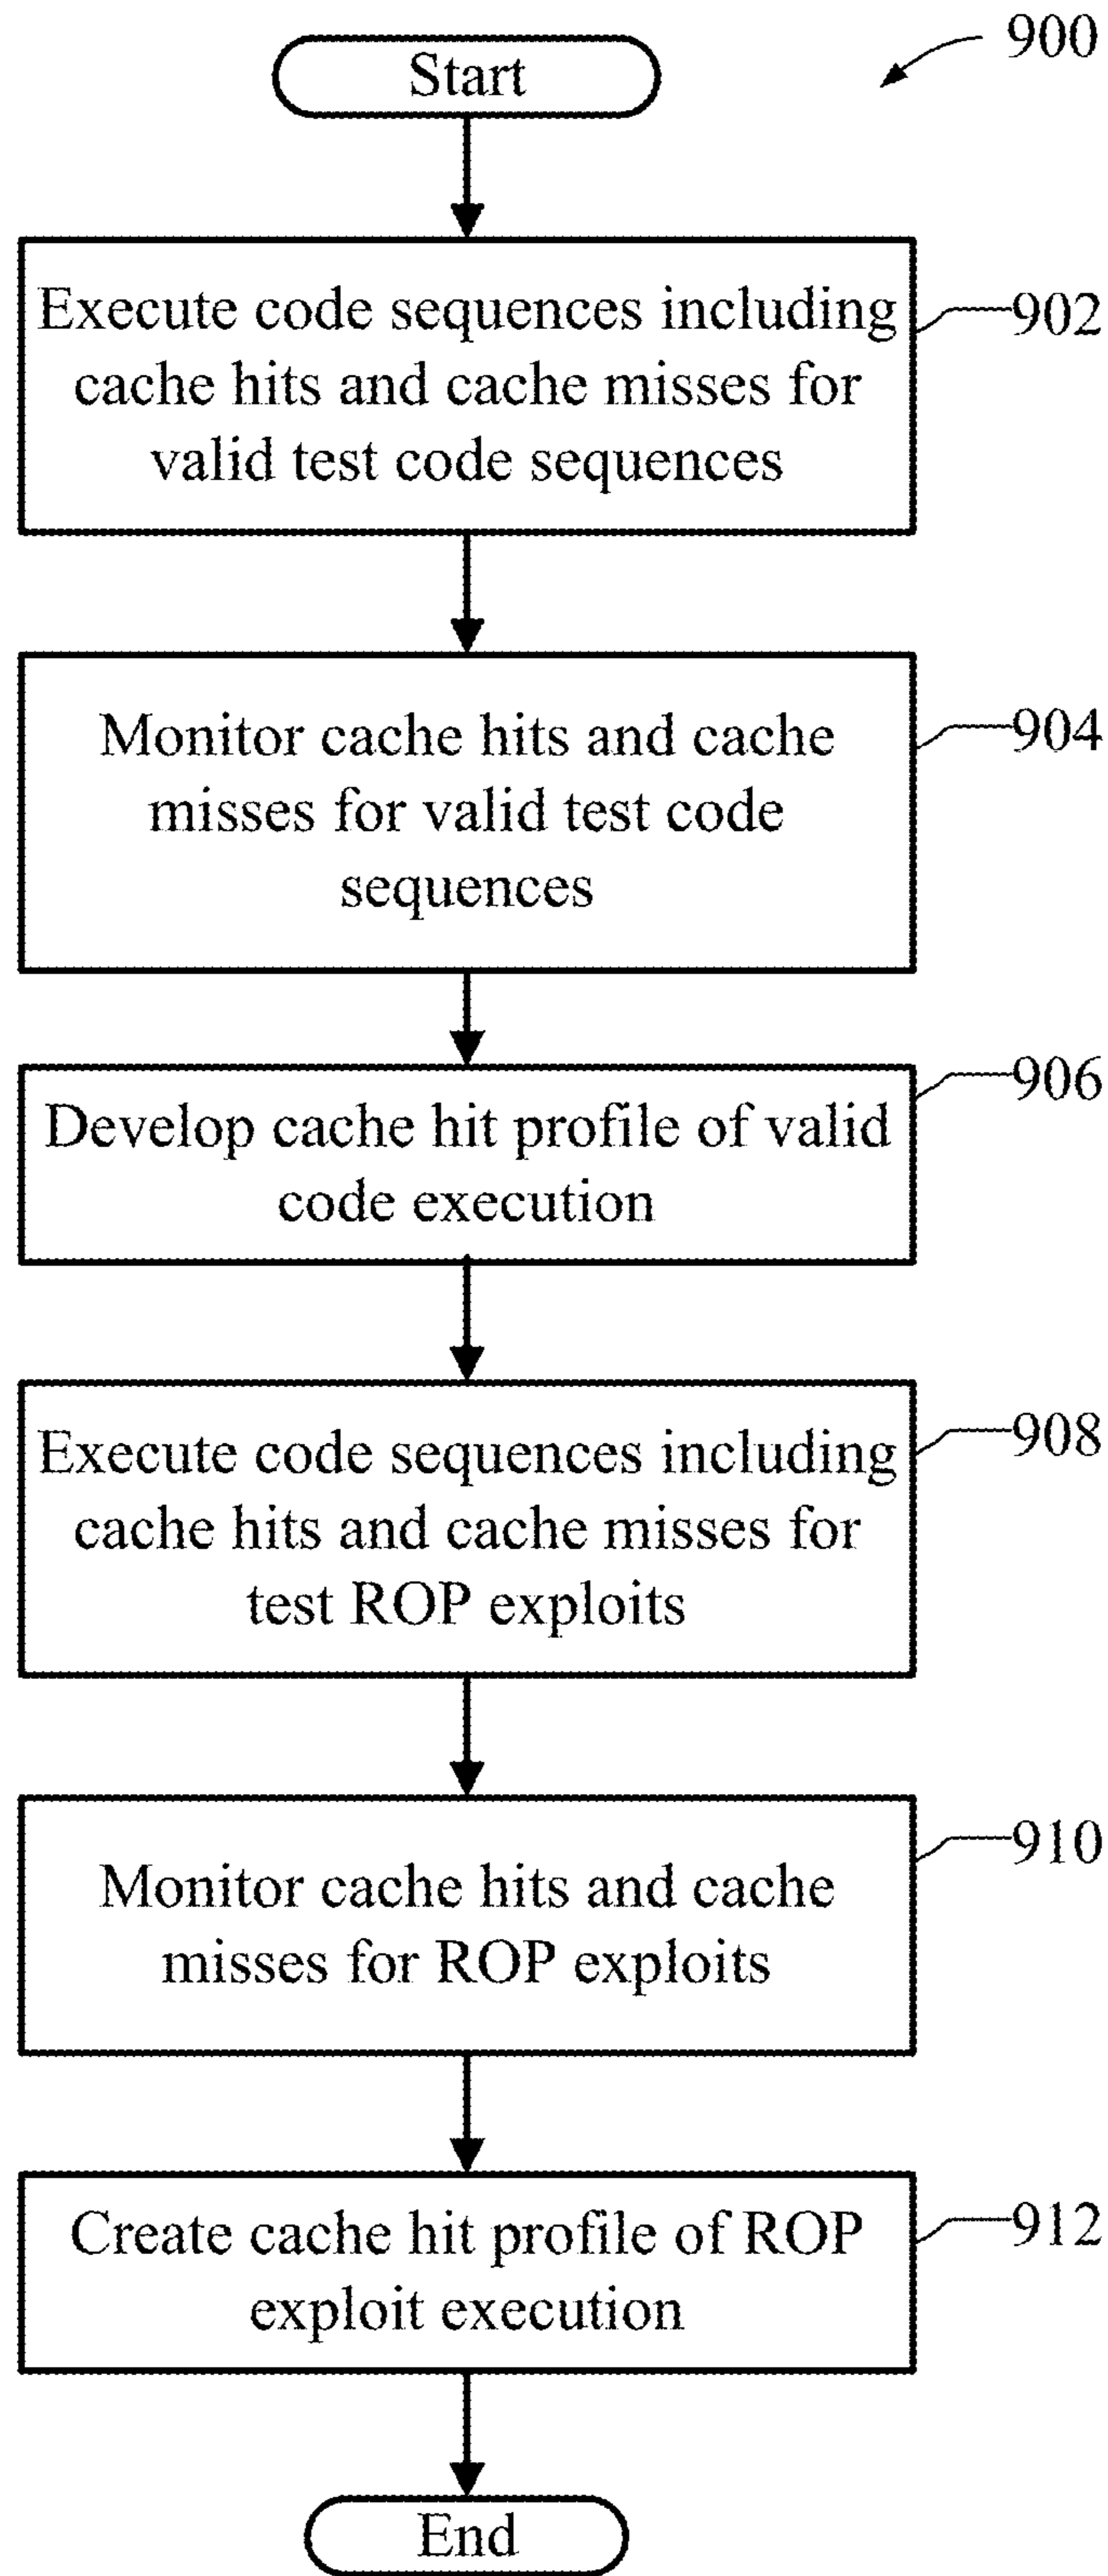 900
Start
Execute code sequences including
cache hits and cache misses for
valid test code sequences
902
Monitor cache hits and cache
misses for valid test code
sequences
904
Develop cache hit profile of valid
code execution
906
Execute code sequences including
cache hits and cache misses for
test ROP exploits
908
Monitor cache hits and cache
misses for ROP exploits
910
Create cache hit profile of ROP
exploit execution
912
End